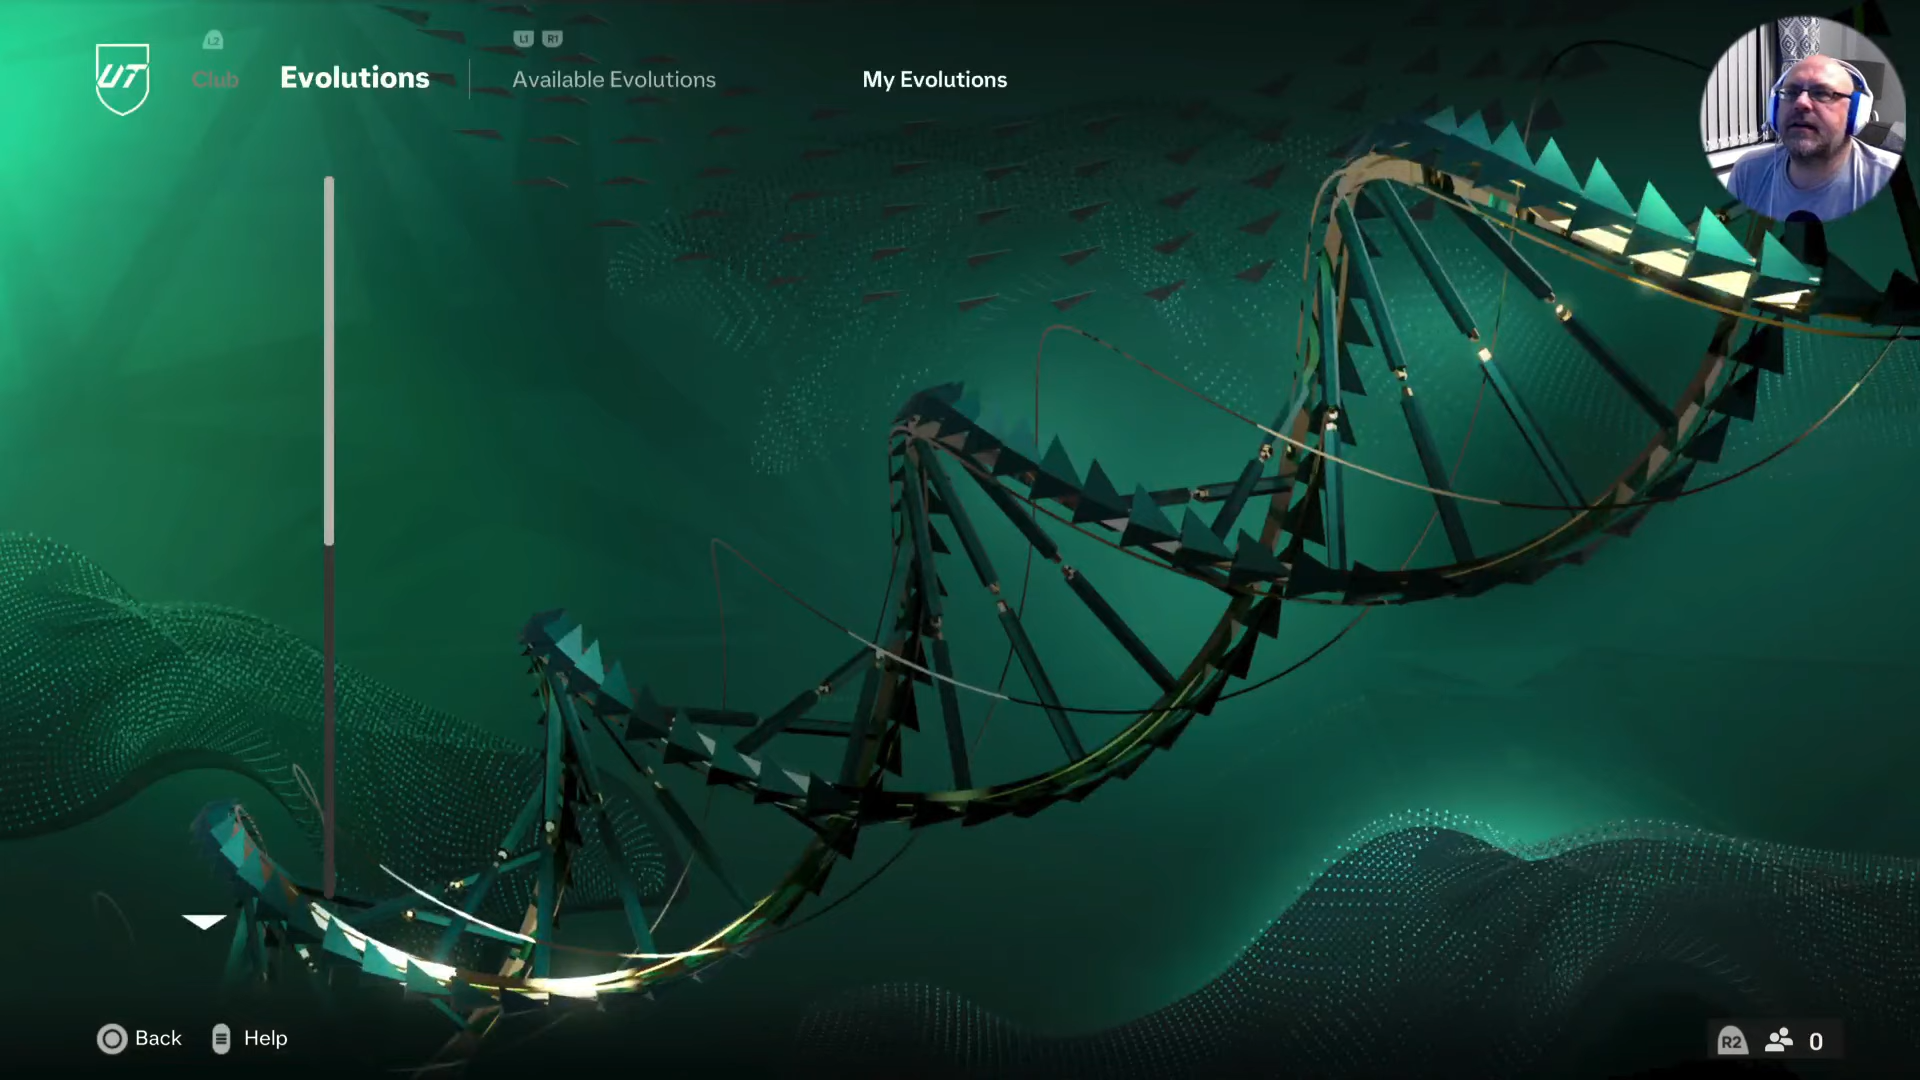 L2
L1 R1
UT
Club
Evolutions
Available Evolutions
My Evolutions
Back
Help
R2
0